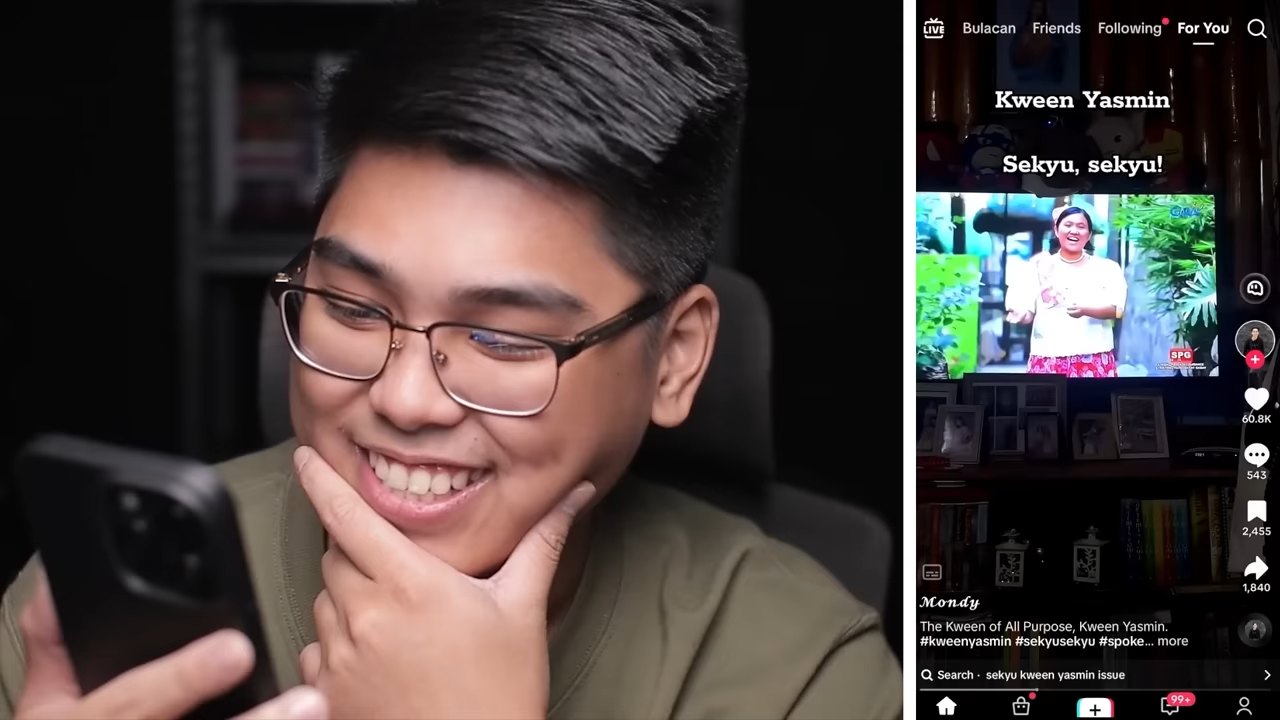 LIVE
Bulacan
Friends
Following
For You
Kween Yasmin
Sekyu, sekyu!
GMA
SPG
60.8K
543
2,455
1,840
Mondy
The Kween of All Purpose, Kween Yasmin.
#kweenyasmin #sekyusekyu #spoke... more
Search · sekyu kween yasmin issue
99+